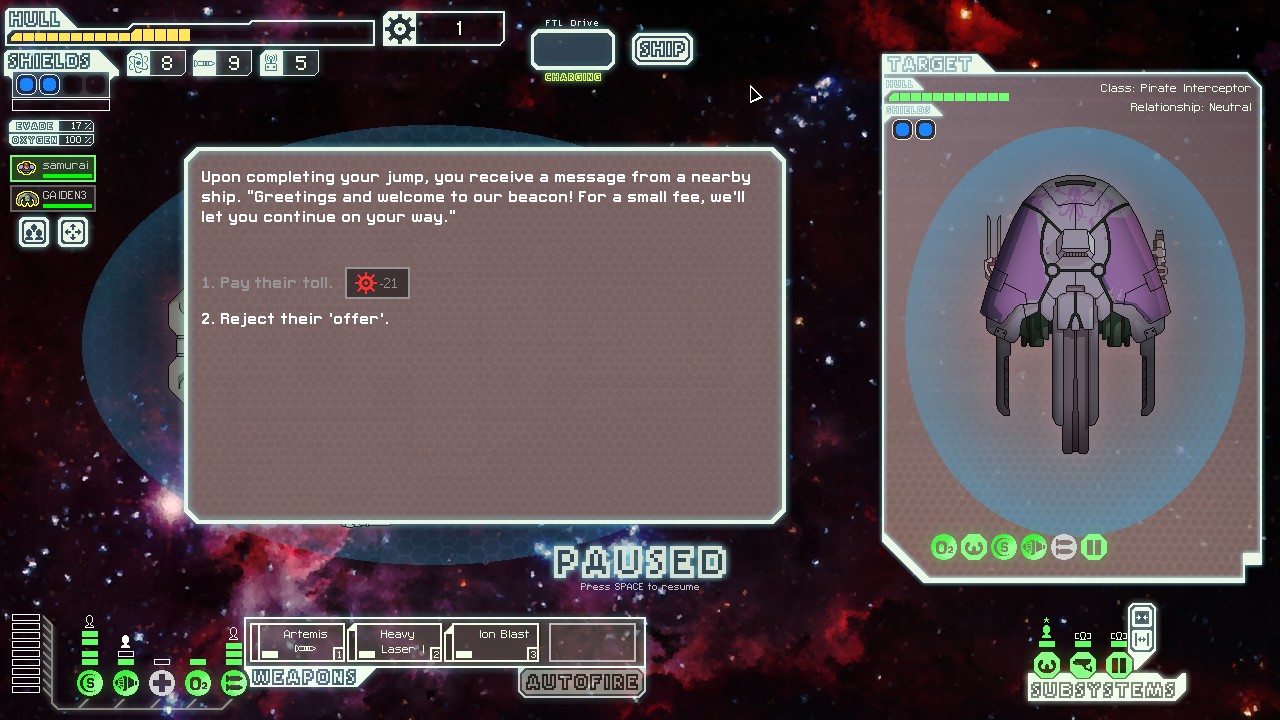 HULL
1
FTL Drive
CHARGING
SHIP
SHIELDS
8
9
5
EVADE 17%
OXYGEN 100%
samurai
GAIDEN3
TARGET
HULL
SHIELDS
Class: Pirate Interceptor
Relationship: Neutral
Upon completing your jump, you receive a message from a nearby
ship. "Greetings and welcome to our beacon! For a small fee, we'll
let you continue on your way."
1. Pay their toll. -21
2. Reject their 'offer'.
PAUSED
Press SPACE to resume
Artemis 1
Heavy
Laser I 2
Ion Blast 3
WEAPONS
AUTOFIRE
SUBSYSTEMS
S
O2
O2
S